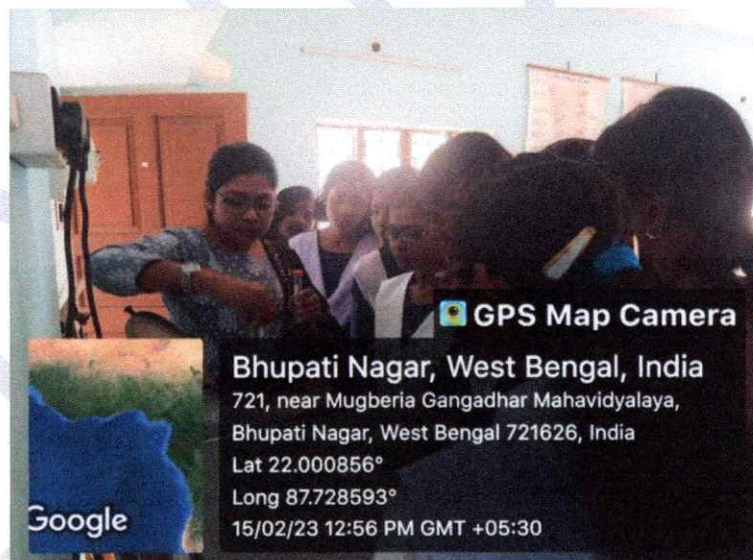 GPS Map Camera
Bhupati Nagar, West Bengal, India
721, near Mugberia Gangadhar Mahavidyalaya,
Bhupati Nagar, West Bengal 721626, India
Lat 22.000856°
Long 87.728593°
15/02/23 12:56 PM GMT +05:30
Google